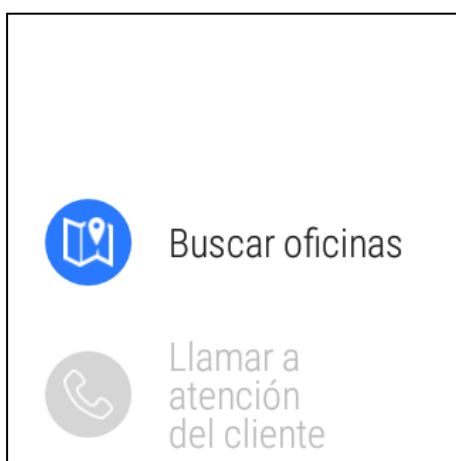 Buscar oficinas
Llamar a
atención
del cliente